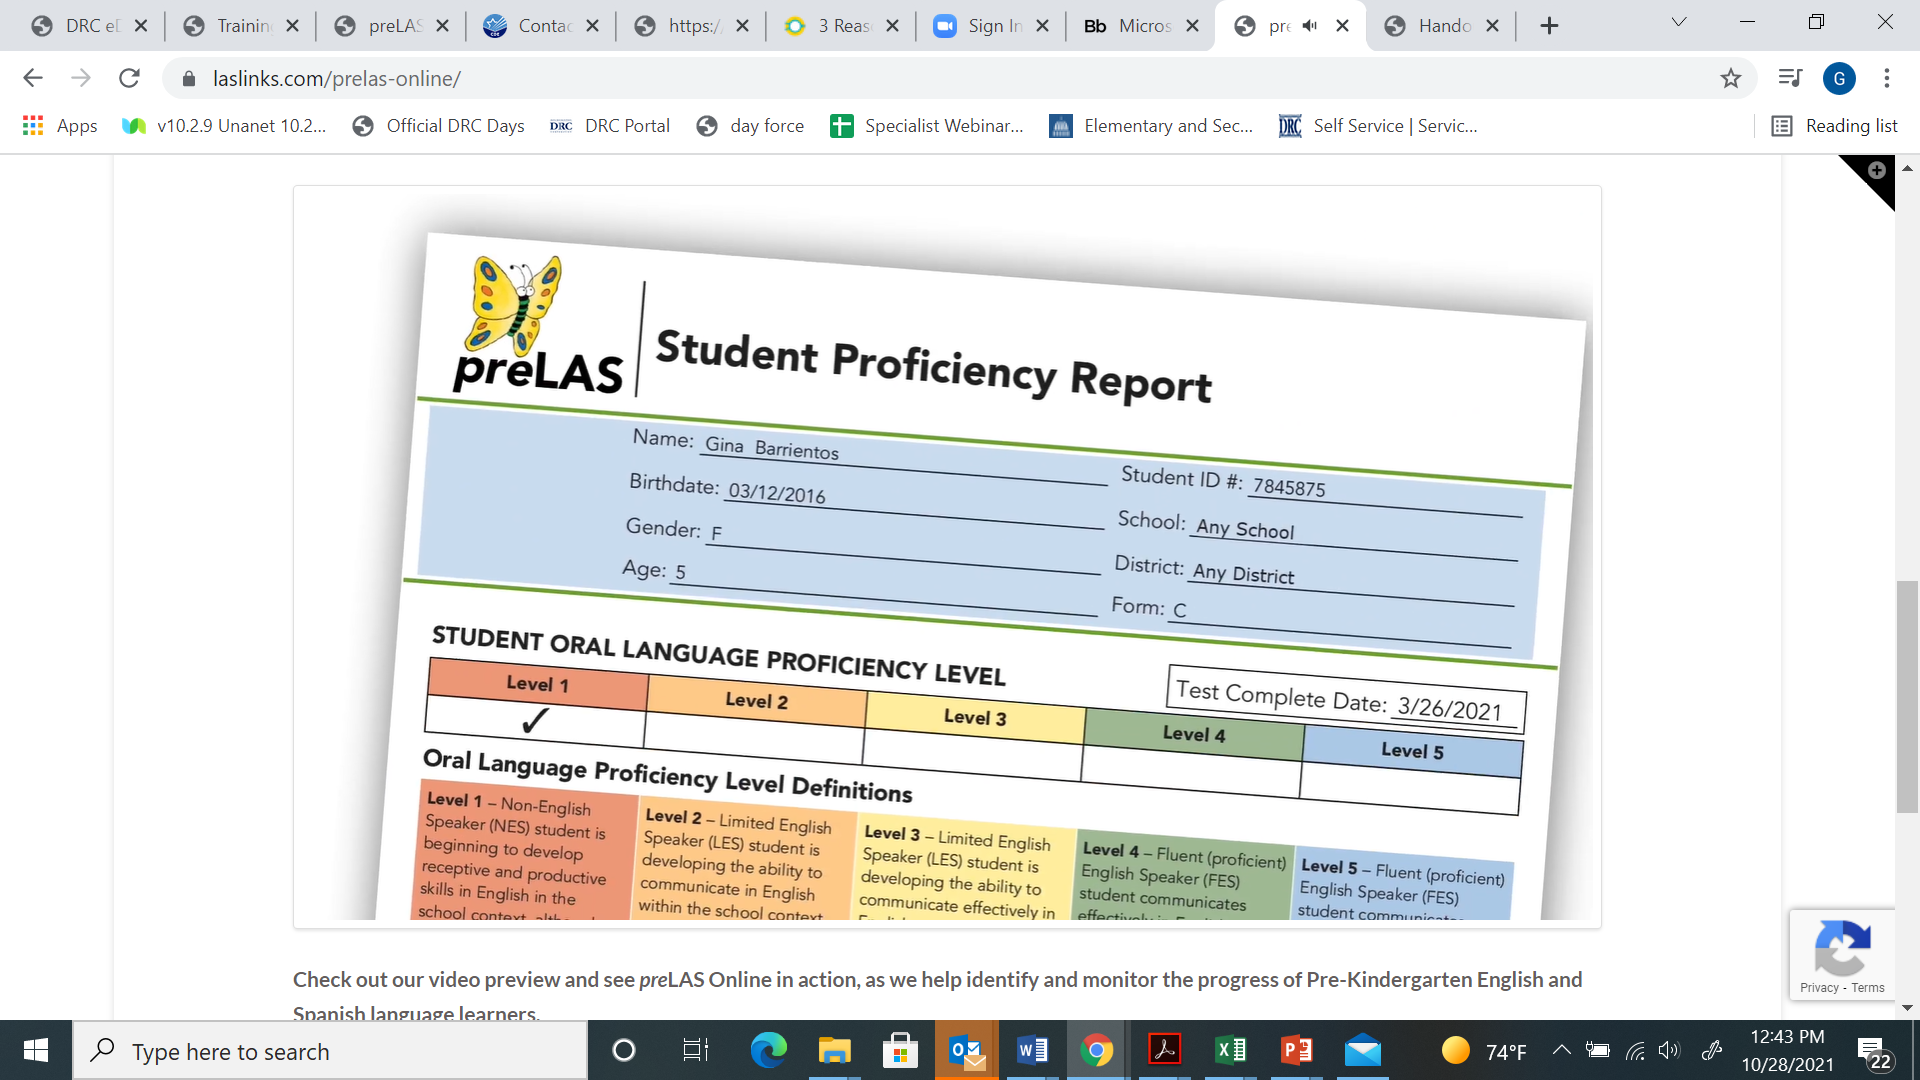 DRC eD
Training
preLAS
Contac
https:/
3 Reas
Sign In
Bb Micros
pre
Hando
laslinks.com/prelas-online/
G
Apps
v10.2.9 Unanet 10.2...
Official DRC Days
DRC DRC Portal
day force
Specialist Webinar...
Elementary and Sec...
DRC Self Service | Servic...
Reading list
preLAS
Student Proficiency Report
Name: Gina Barrientos
Student ID #: 7845875
Birthdate: 03/12/2016
School: Any School
Gender: F
District: Any District
Age: 5
Form: C
STUDENT ORAL LANGUAGE PROFICIENCY LEVEL
Test Complete Date: 3/26/2021
Level 1 Level 2 Level 3 Level 4 Level 5
✓
Oral Language Proficiency Level Definitions
Level 1 – Non-English
Speaker (NES) student is
beginning to develop
receptive and productive
skills in English in the
school context,
Level 2 – Limited English
Speaker (LES) student is
developing the ability to
communicate in English
within the school context
Level 3 – Limited English
Speaker (LES) student is
developing the ability to
communicate effectively in
Level 4 – Fluent (proficient)
English Speaker (FES)
student communicates
Level 5 – Fluent (proficient)
English Speaker (FES)
student
Check out our video preview and see preLAS Online in action, as we help identify and monitor the progress of Pre-Kindergarten English and
Spanish language learners.
Privacy - Terms
Type here to search
74°F
12:43 PM
10/28/2021
22